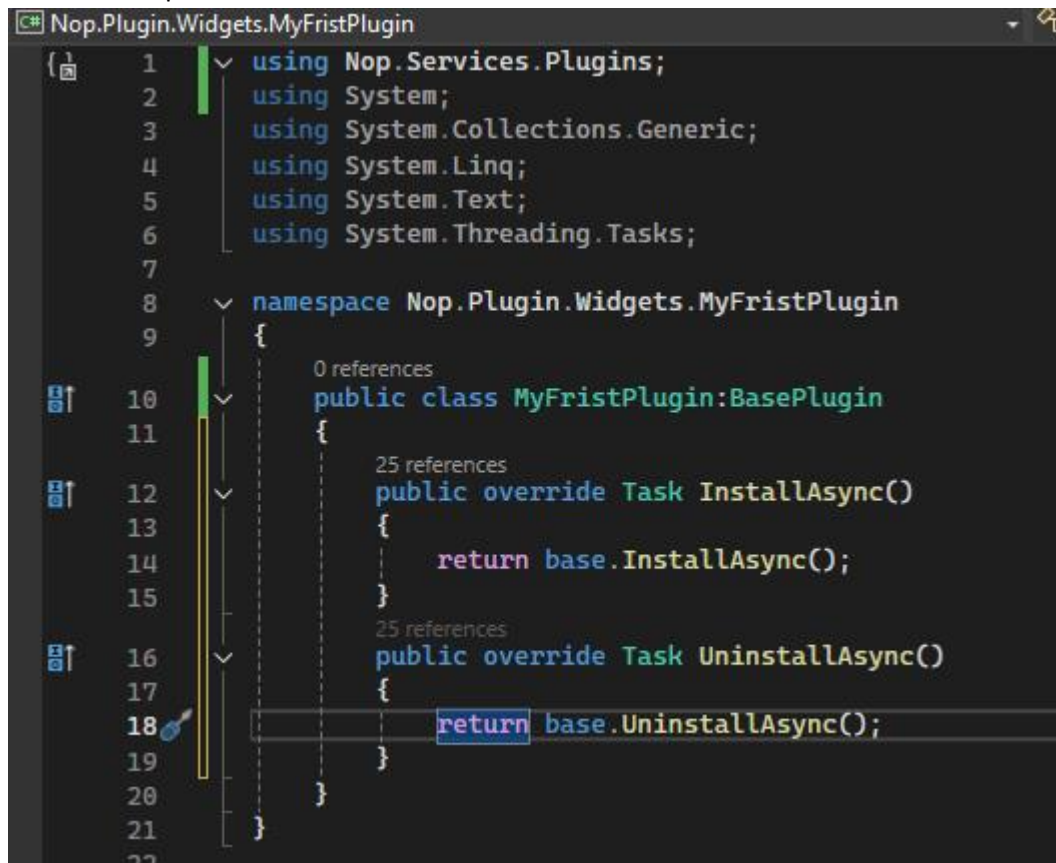 C# Nop.Plugin.Widgets.MyFristPlugin
1 using Nop.Services.Plugins;
2 using System;
3 using System.Collections.Generic;
4 using System.Linq;
5 using System.Text;
6 using System.Threading.Tasks;
7
8 namespace Nop.Plugin.Widgets.MyFristPlugin
9 {
0 references
10 public class MyFristPlugin:BasePlugin
11 {
25 references
12 public override Task InstallAsync()
13 {
14 return base.InstallAsync();
15 }
25 references
16 public override Task UninstallAsync()
17 {
18 return base.UninstallAsync();
19 }
20 }
21 }